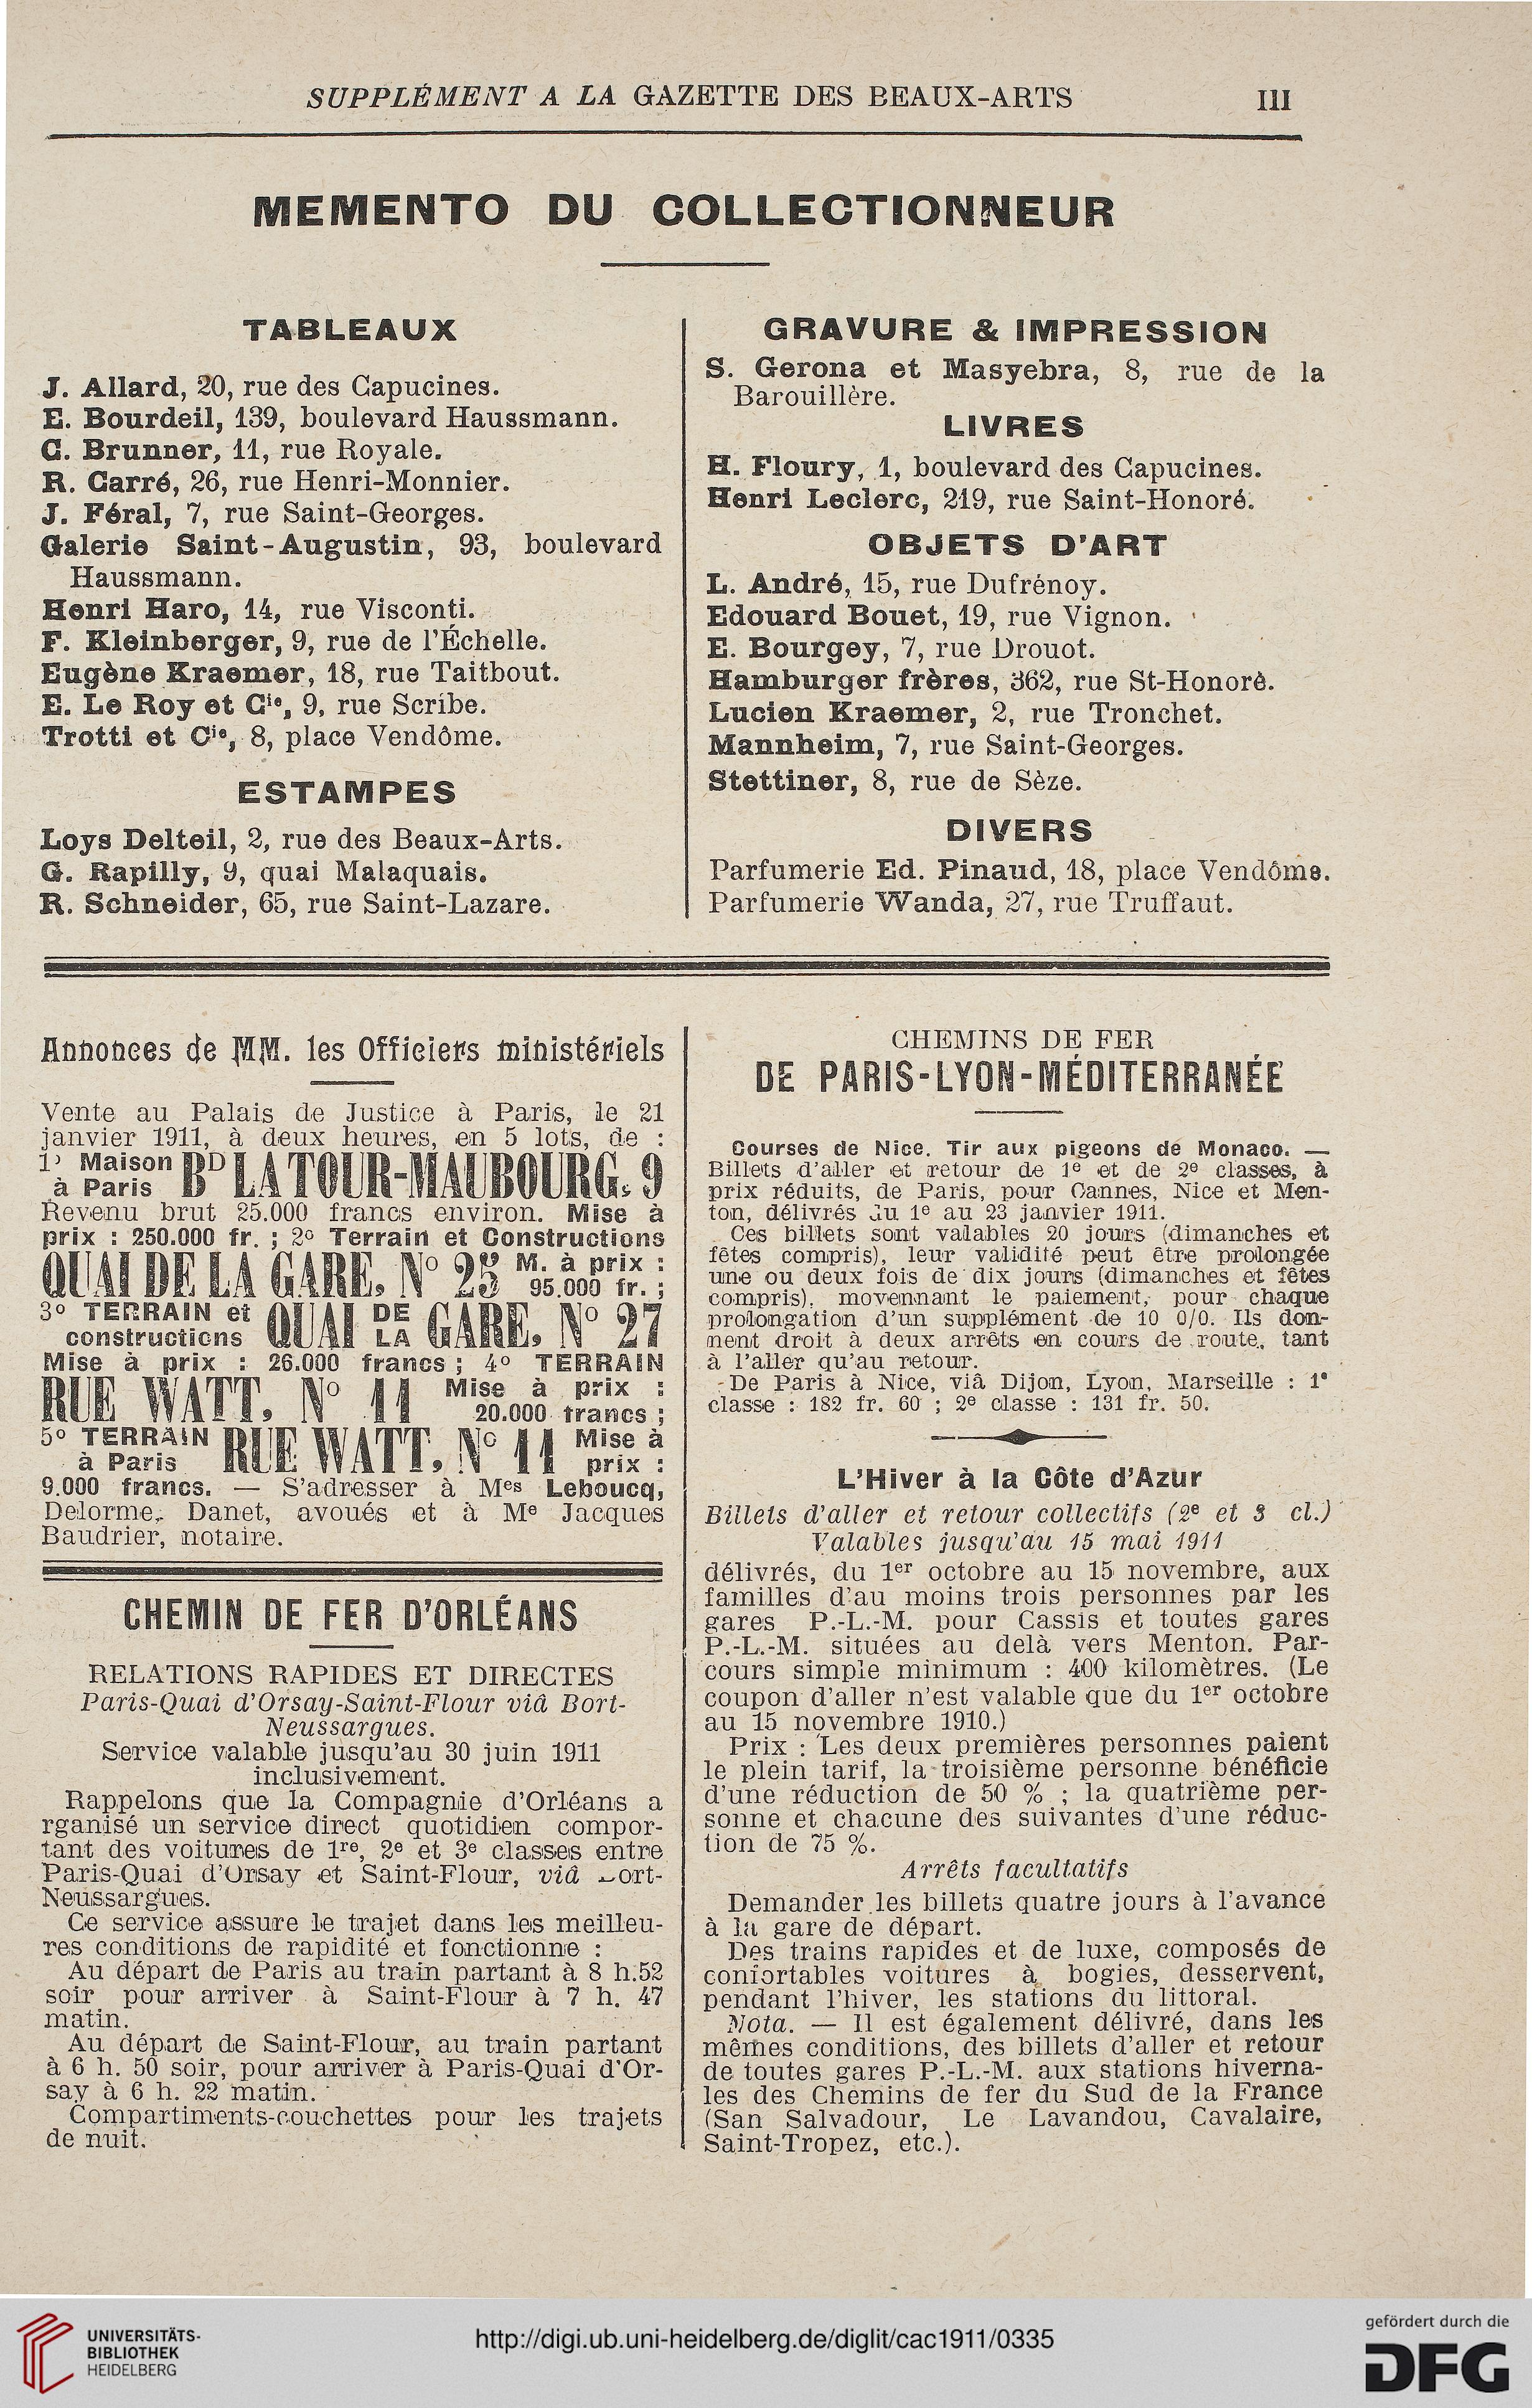 SUPPLÉMENT A LA GAZETTE DES BEAUX-ARTS III
MEMENTO DU COLLECTIONNEUR
TABLEAUX
J. Allard, 20, rue des Capucines.
E. Bourdeil, 139, boulevard Haussmann.
C. Brunner, 11, rue Royale.
R. Carré, 26, rue Henri-Monnier.
J. Féral, 7, rue Saint-Georges.
Galerie Saint-Augustin, 93, boulevard
Haussmann.
Henri Haro, 14, rue Visconti.
F. Kleinberger, 9, rue de l'Échelle.
Eugène Kraemer, 18, rue Taitbout.
E. Le Roy et Cie, 9, rue Scribe.
Trotti et Cie, 8, place Vendôme.
ESTAMPES
Loys Delteil, 2, rue des Beaux-Arts.
G. Rapilly, 9, quai Malaquais.
R. Schneider, 65, rue Saint-Lazare.
GRAVURE & IMPRESSION
S. Gerona et Masyebra, 8, rue de la
Barouillère.
LIVRES
H. Floury, 1, boulevard des Capucines.
Henri Leclerc, 219, rue Saint-Honoré.
OBJETS D'ART
L. André, 15, rue Dufrénoy.
Edouard Bouet, 19, rue Vignon.
E. Bourgey, 7, rue Drouot.
Hamburger frères, 362, rue St-Honoré.
Lucien Kraemer, 2, rue Tronchet.
Mannheim, 7, rue Saint-Georges.
Stettiner, 8, rue de Sèze.
DIVERS
Parfumerie Ed. Pinaud, 18, place Vendôme.
Parfumerie Wanda, 27, rue Truffaut.
Annonces de MM. les Officiers ministériels
Vente au Palais de Justice à Paris, le 21
janvier 1911, à deux heures, en 5 lots, de :
1° Maison à Paris BD LA TOUR-MAUBOURG, 9
Revenu brut 25.000 francs environ. Mise à
prix : 250.000 fr. ; 2° Terrain et Constructions
QUAI DE LA GARE, N° 25 M. à prix : 95.000 fr. ;
3° TERRAIN et constructions QUAI DE LA GARE, N° 27
Mise à prix : 26.000 francs ; 4° TERRAIN
RUE WATT, N° 11 Mise à prix : 20.000 francs ;
5° TERRAIN à Paris RUE WATT, N° 11 Mise à prix :
9.000 francs. — S'adresser à Mes Leboucq,
Delorme, Danet, avoués et à Me Jacques
Baudrier, notaire.
CHEMIN DE FER D'ORLÉANS
RELATIONS RAPIDES ET DIRECTES
Paris-Quai d'Orsay-Saint-Flour viâ Bort-
Neussargues.
Service valable jusqu'au 30 juin 1911
inclusivement.
Rappelons que la Compagnie d'Orléans a
rganisé un service direct quotidien compor-
tant des voitures de 1re, 2e et 3e classes entre
Paris-Quai d'Orsay et Saint-Flour, viâ ort-
Neussargues.
Ce service assure le trajet dans les meilleu-
res conditions de rapidité et fonctionne :
Au départ de Paris au train partant à 8 h.52
soir pour arriver à Saint-Flour à 7 h. 47
matin.
Au départ de Saint-Flour, au train partant
à 6 h. 50 soir, pour arriver à Paris-Quai d'Or-
say à 6 h. 22 matin.
Compartiments-couchettes pour les trajets
de nuit.
CHEMINS DE FER
DE PARIS-LYON-MÉDITERRANÉE
Courses de Nice. Tir aux pigeons de Monaco. —
Billets d'aller et retour de 1e et de 2e classes, à
prix réduits, de Paris, pour Cannes, Nice et Men-
ton, délivrés du 1e au 23 janvier 1911.
Ces billets sont valables 20 jours (dimanches et
fêtes compris), leur validité peut être prolongée
une ou deux fois de dix jours (dimanches et fêtes
compris), moyennant le paiement, pour chaque
prolongation d'un supplément de 10 0/0. Ils don-
nent droit à deux arrêts en cours de route, tant
à l'aller qu'au retour.
De Paris à Nice, viâ Dijon, Lyon, Marseille : 1e
classe : 182 fr. 60 ; 2e classe : 131 fr. 50.
L'Hiver à la Côte d'Azur
Billets d'aller et retour collectifs (2e et 3 cl.)
Valables jusqu'au 15 mai 1911
délivrés, du 1er octobre au 15 novembre, aux
familles d'au moins trois personnes par les
gares P.-L.-M. pour Cassis et toutes gares
P.-L.-M. situées au delà vers Menton. Par-
cours simple minimum : 400 kilomètres. (Le
coupon d'aller n'est valable que du 1er octobre
au 15 novembre 1910.)
Prix : Les deux premières personnes paient
le plein tarif, la troisième personne bénéficie
d'une réduction de 50 % ; la quatrième per-
sonne et chacune des suivantes d'une réduc-
tion de 75 %.
Arrêts facultatifs
Demander les billets quatre jours à l'avance
à la gare de départ.
Des trains rapides et de luxe, composés de
confortables voitures à bogies, desservent,
pendant l'hiver, les stations du littoral.
Nota. — Il est également délivré, dans les
mêmes conditions, des billets d'aller et retour
de toutes gares P.-L.-M. aux stations hiverna-
les des Chemins de fer du Sud de la France
(San Salvadour, Le Lavandou, Cavalaire,
Saint-Tropez, etc.).
UNIVERSITÄTS-
BIBLIOTHEK
HEIDELBERG
http://digi.ub.uni-heidelberg.de/diglit/cac1911/0335
gefördert durch die
DFG